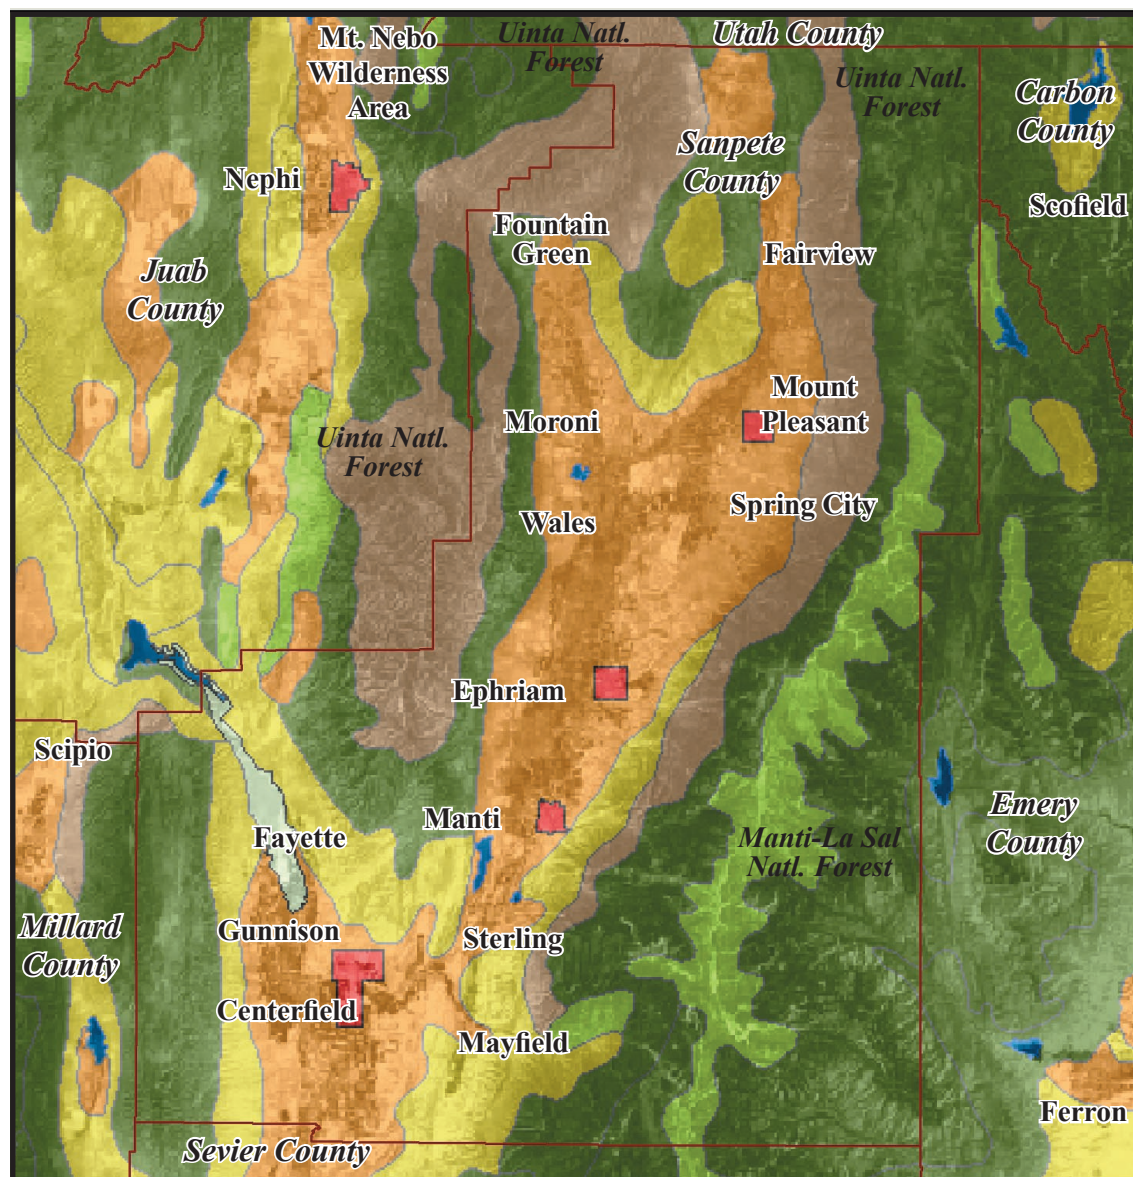 Mt. Nebo
Wilderness
Area
Uinta Natl.
Forest
Utah County
Uinta Natl.
Forest
Carbon
County
Sanpete
County
Nephi
Scofield
Fountain
Green
Fairview
Juab
County
Mount
Pleasant
Moroni
Uinta Natl.
Forest
Spring City
Wales
Ephriam
Scipio
Manti
Fayette
Emery
County
Manti-La Sal
Natl. Forest
Millard
County
Gunnison
Sterling
Centerfield
Mayfield
Ferron
Sevier County